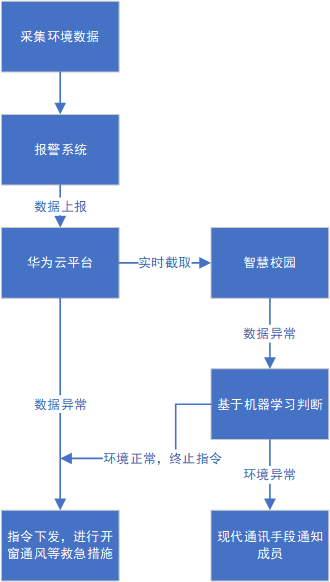 采集环境数据
报警系统
数据上报
华为云平台
实时截取
智慧校园
数据异常
基于机器学习判断
数据异常
环境正常，终止指令
环境异常
指令下发，进行开
窗通风等救急措施
现代通讯手段通知
成员